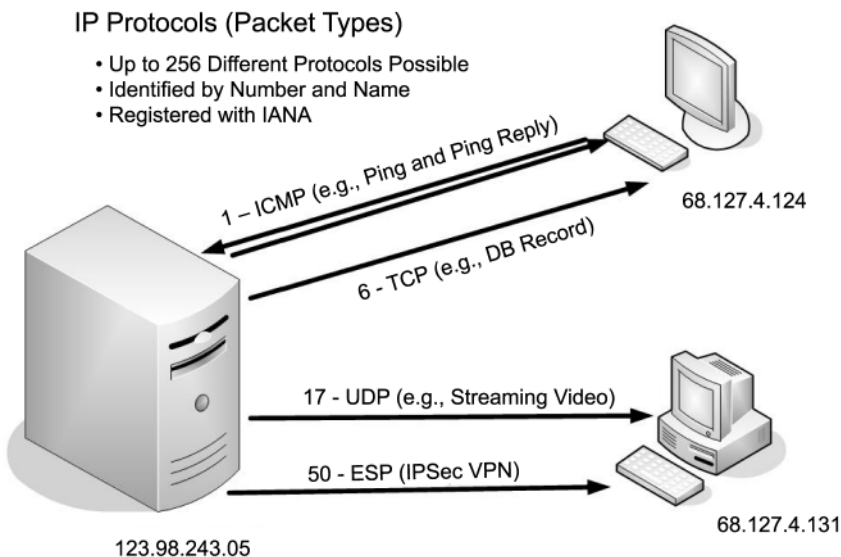 IP Protocols (Packet Types)
• Up to 256 Different Protocols Possible
• Identified by Number and Name
• Registered with IANA
1 – ICMP (e.g., Ping and Ping Reply)
68.127.4.124
6 - TCP (e.g., DB Record)
17 - UDP (e.g., Streaming Video)
50 - ESP (IPSec VPN)
68.127.4.131
123.98.243.05